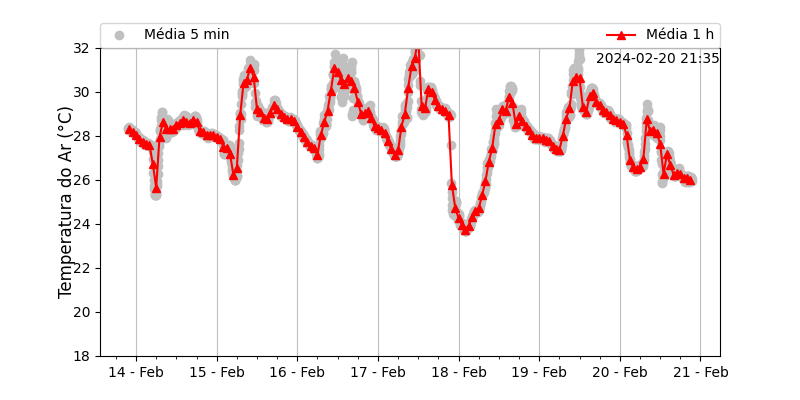 Média 5 min
Média 1 h
2024-02-20 21:35
Temperatura do Ar (°C)
32
30
28
26
24
22
20
18
14 - Feb
15 - Feb
16 - Feb
17 - Feb
18 - Feb
19 - Feb
20 - Feb
21 - Feb